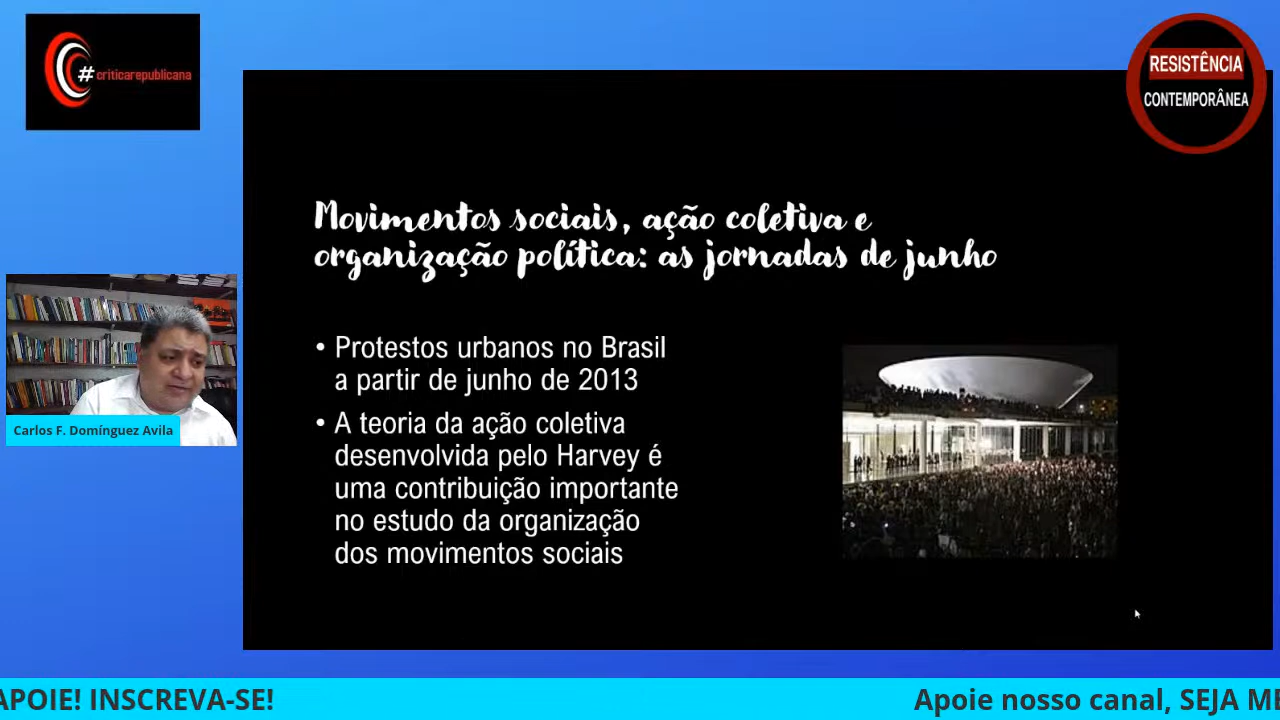 #criticarepublicana
RESISTÊNCIA
CONTEMPORÂNEA
Movimentos sociais, ação coletiva e
organização política: as jornadas de junho
• Protestos urbanos no Brasil
a partir de junho de 2013
• A teoria da ação coletiva
desenvolvida pelo Harvey é
uma contribuição importante
no estudo da organização
dos movimentos sociais
Carlos F. Domínguez Avila
APOIE! INSCREVA-SE!
Apoie nosso canal, SEJA ME